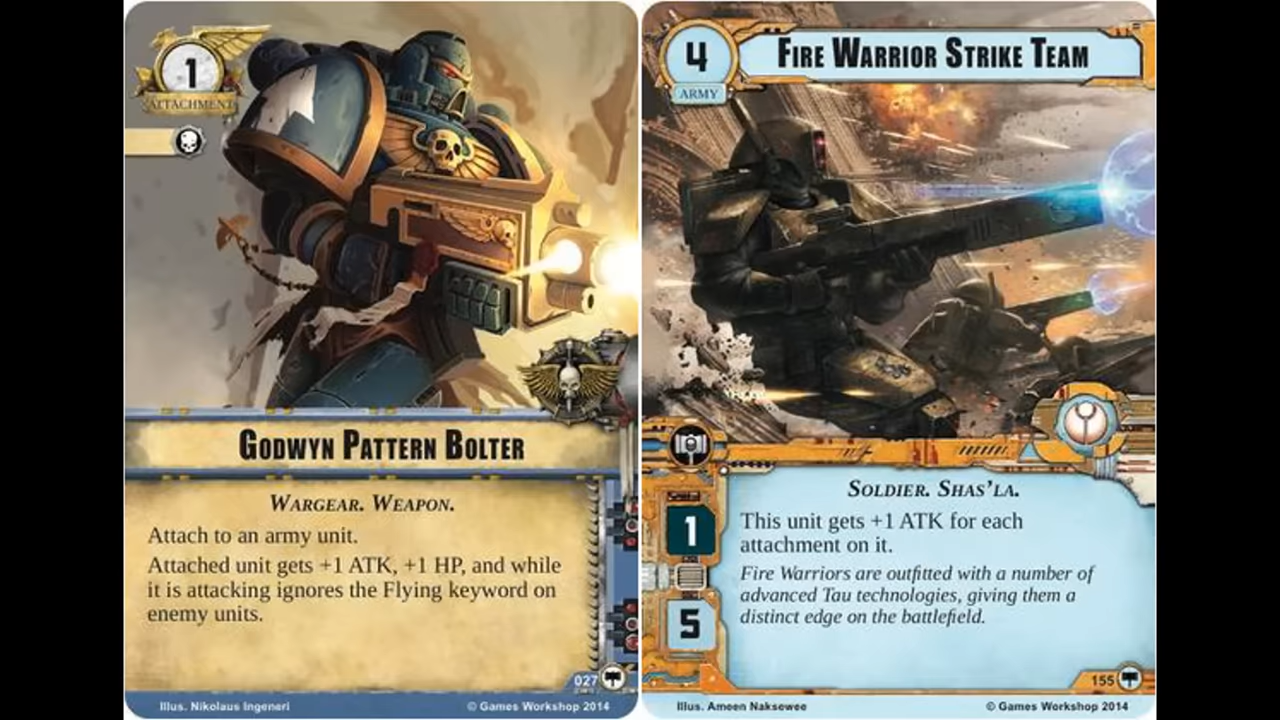 1
ATTACHMENT
GODWYN PATTERN BOLTER
WARGEAR. WEAPON.
Attach to an army unit.
Attached unit gets +1 ATK, +1 HP, and while
it is attacking ignores the Flying keyword on
enemy units.
027
Illus. Nikolaus Ingeneri
© Games Workshop 2014
4
ARMY
FIRE WARRIOR STRIKE TEAM
SOLDIER. SHAS'LA.
1
This unit gets +1 ATK for each
attachment on it.
5
Fire Warriors are outfitted with a number of
advanced Tau technologies, giving them a
distinct edge on the battlefield.
155
Illus. Ameen Naksewee
© Games Workshop 2014